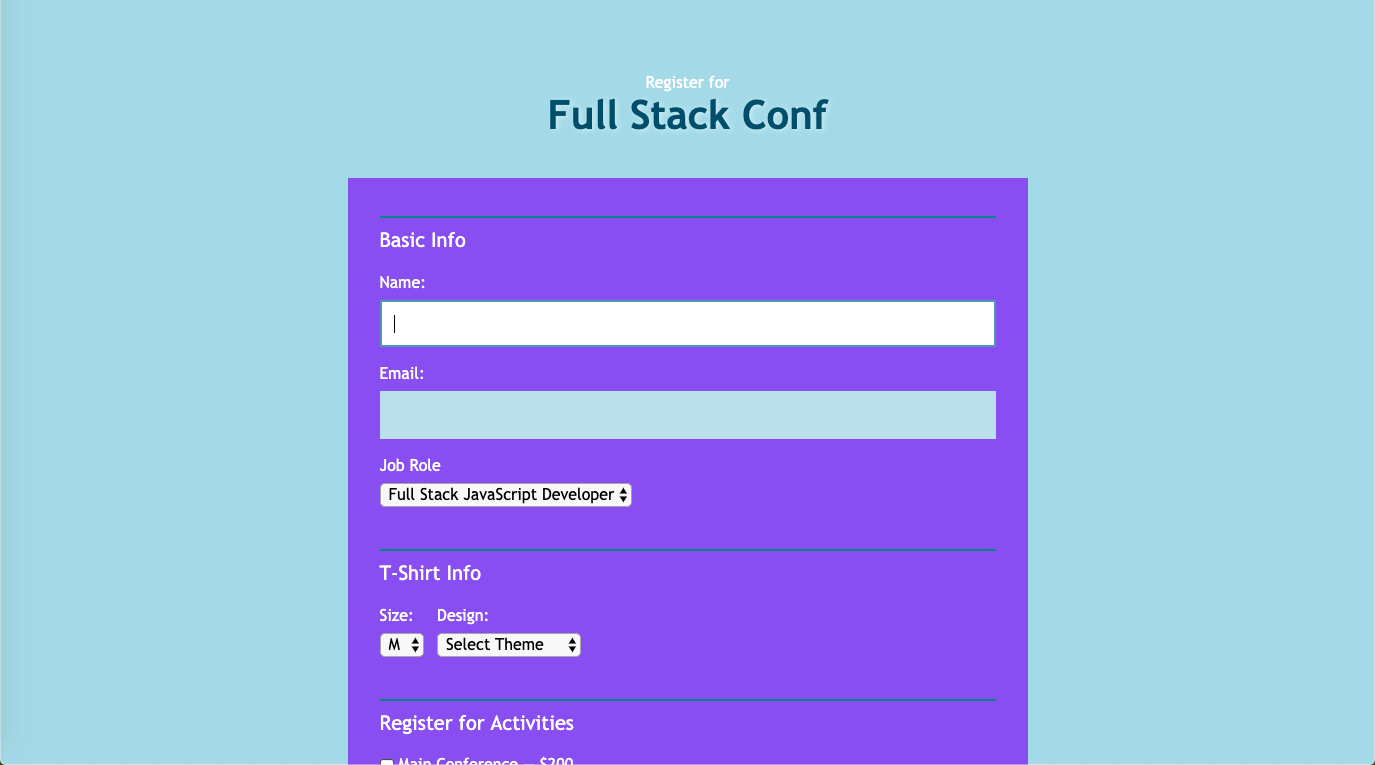 Register for
Full Stack Conf
Basic Info
Name:
Email:
Job Role
Full Stack JavaScript Developer
T-Shirt Info
Size: Design:
M Select Theme
Register for Activities
Main Conference — $200